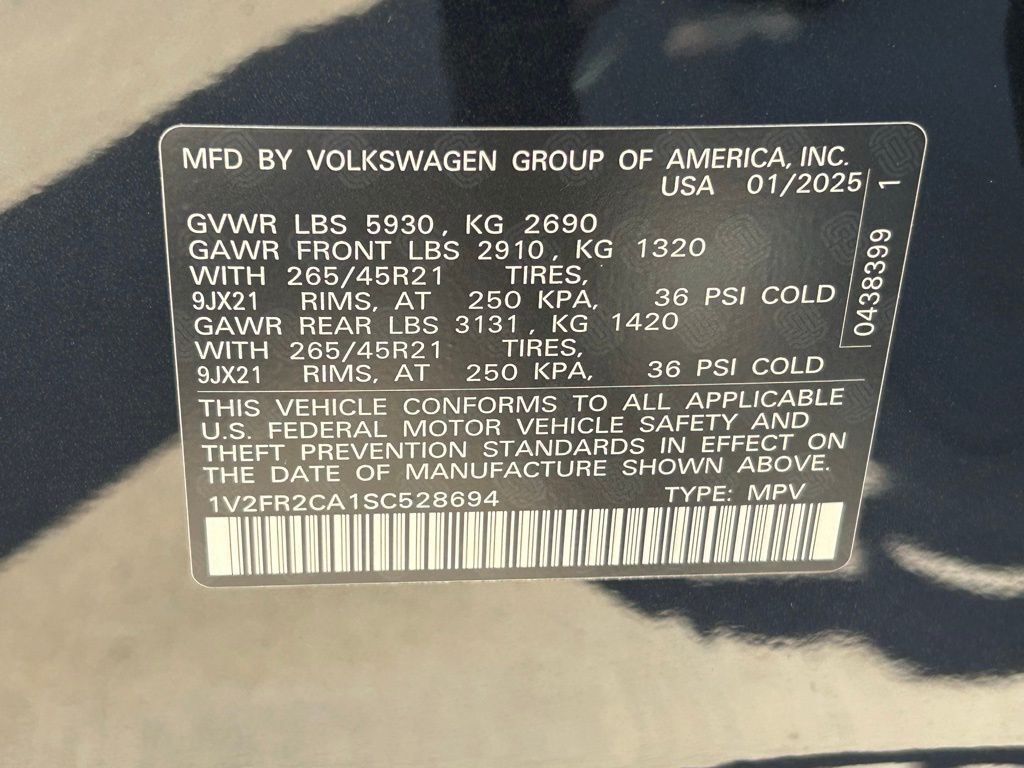 MFD BY VOLKSWAGEN GROUP OF AMERICA, INC.
USA 01/2025
GVWR LBS 5930, KG 2690
GAWR FRONT LBS 2910, KG 1320
WITH 265/45R21 TIRES,
9JX21 RIMS, AT 250 KPA, 36 PSI COLD
GAWR REAR LBS 3131, KG 1420
WITH 265/45R21 TIRES,
9JX21 RIMS, AT 250 KPA, 36 PSI COLD
0438399 1
THIS VEHICLE CONFORMS TO ALL APPLICABLE
U.S. FEDERAL MOTOR VEHICLE SAFETY AND
THEFT PREVENTION STANDARDS IN EFFECT ON
THE DATE OF MANUFACTURE SHOWN ABOVE.
1V2FR2CA1SC528694 TYPE: MPV